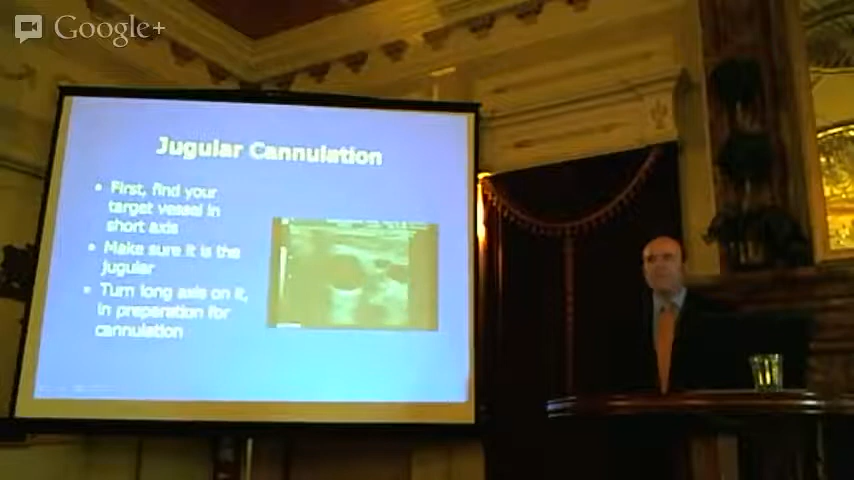 Google+
Jugular Cannulation
• First, find your
target vessel in
short axis
• Make sure it is the
jugular
• Turn long axis on it,
in preparation for
cannulation